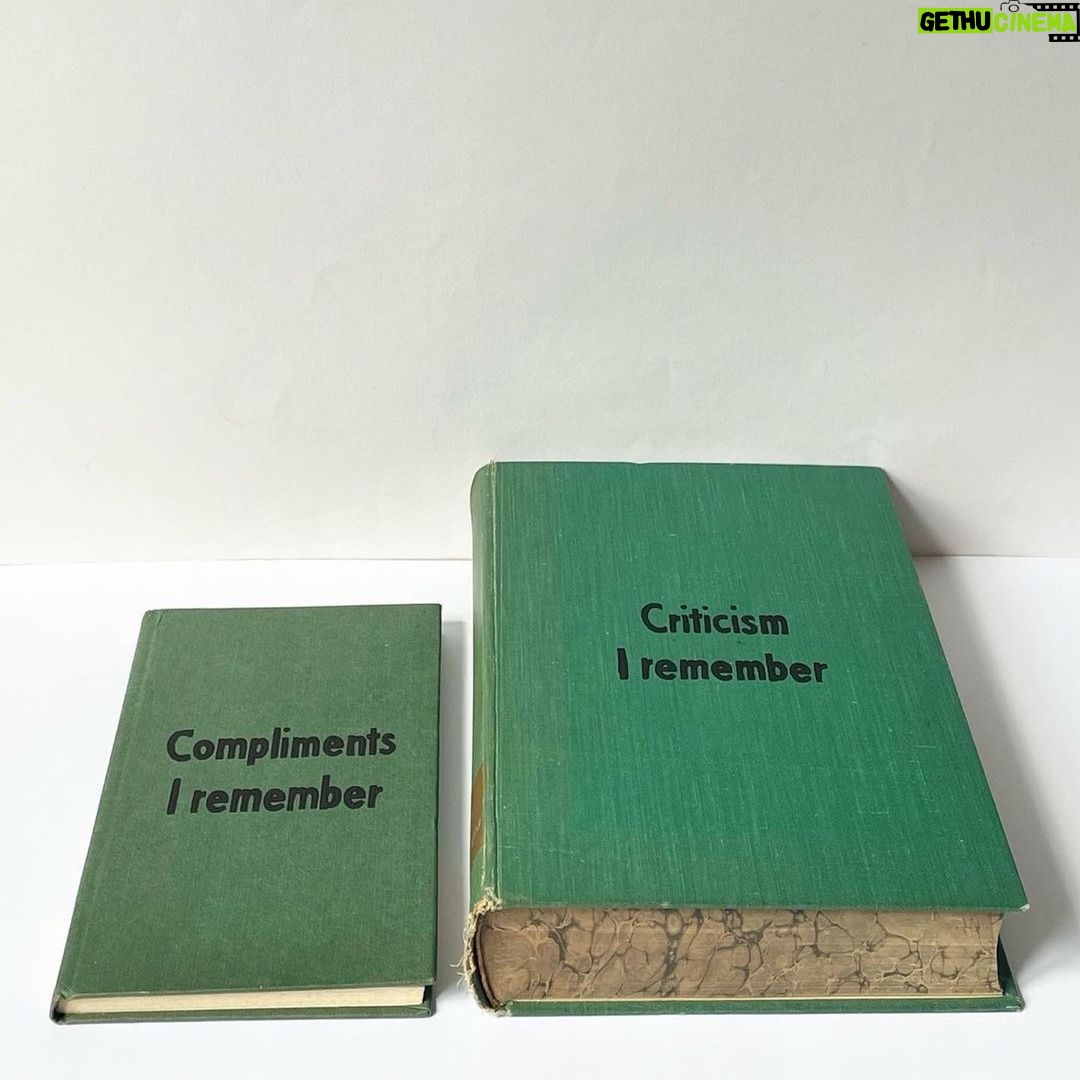 GETHU CINEMA
Compliments
I remember
Criticism
I remember